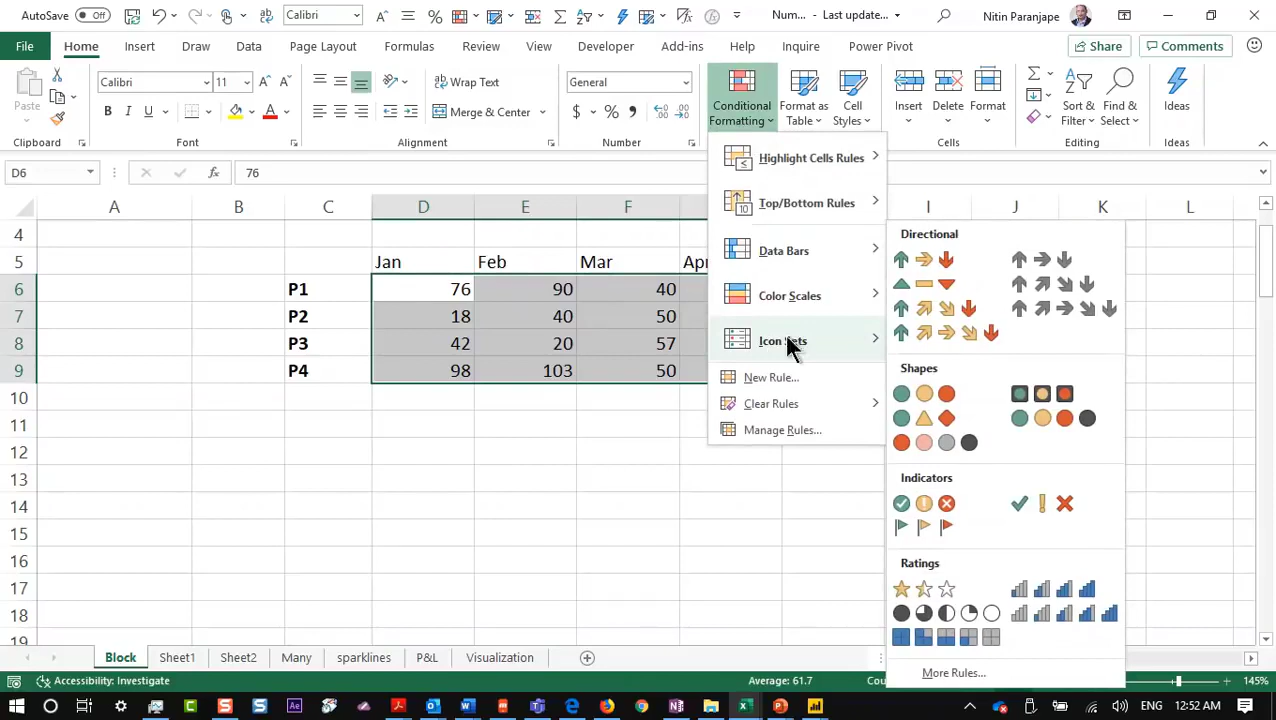 AutoSave Off Calibri Num... - Last update... Nitin Paranjape
File Home Insert Draw Data Page Layout Formulas Review View Developer Add-ins Help Inquire Power Pivot Share Comments
Paste Calibri 11 Wrap Text General Conditional Formatting Format as Table Cell Styles Insert Delete Format Sort & Filter Find & Select Ideas
B I U Merge & Center $ %
Clipboard Font Alignment Number Cells Editing Ideas
D6 fx 76
A B C D E F I J K L
4
5 Jan Feb Mar Apr
6 P1 76 90 40
7 P2 18 40 50
8 P3 42 20 57
9 P4 98 103 50
10
11
12
13
14
15
16
17
18
19
Highlight Cells Rules
Top/Bottom Rules
Data Bars
Color Scales
Icon Sets
New Rule...
Clear Rules
Manage Rules...
Directional
Shapes
Indicators
Ratings
More Rules...
Block Sheet1 Sheet2 Many sparklines P&L Visualization
Accessibility: Investigate Average: 61.7 145%
12:52 AM